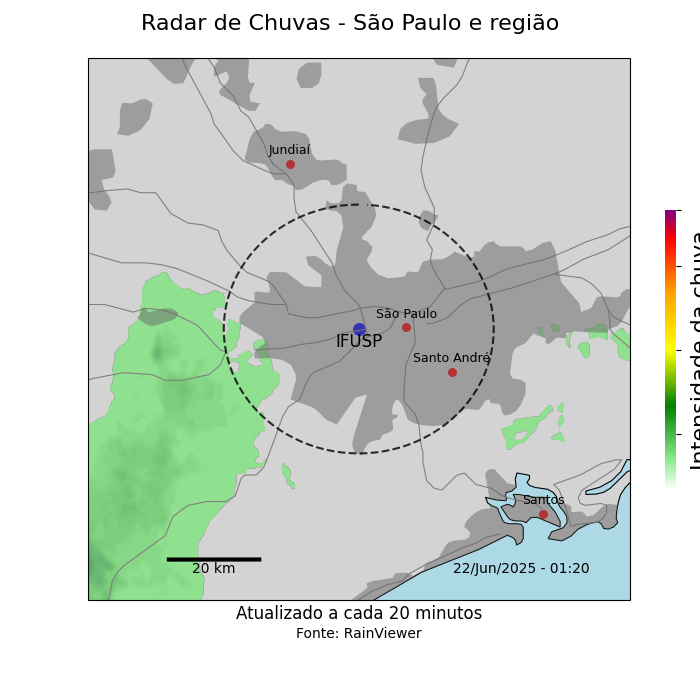 Radar de Chuvas - São Paulo e região
Jundiaí
São Paulo
IFUSP
Santo André
Santos
20 km
22/Jun/2025 - 01:20
Intensidade da chuva
Atualizado a cada 20 minutos
Fonte: RainViewer